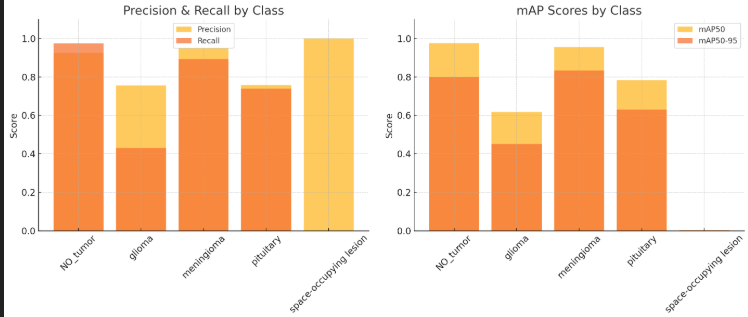 Precision & Recall by Class
Precision
Recall
Score
1.0
0.8
0.6
0.4
0.2
0.0
NO_tumor
glioma
meningioma
pituitary
space-occupying lesion
mAP Scores by Class
mAP50
mAP50-95
Score
1.0
0.8
0.6
0.4
0.2
0.0
NO_tumor
glioma
meningioma
pituitary
space-occupying lesion